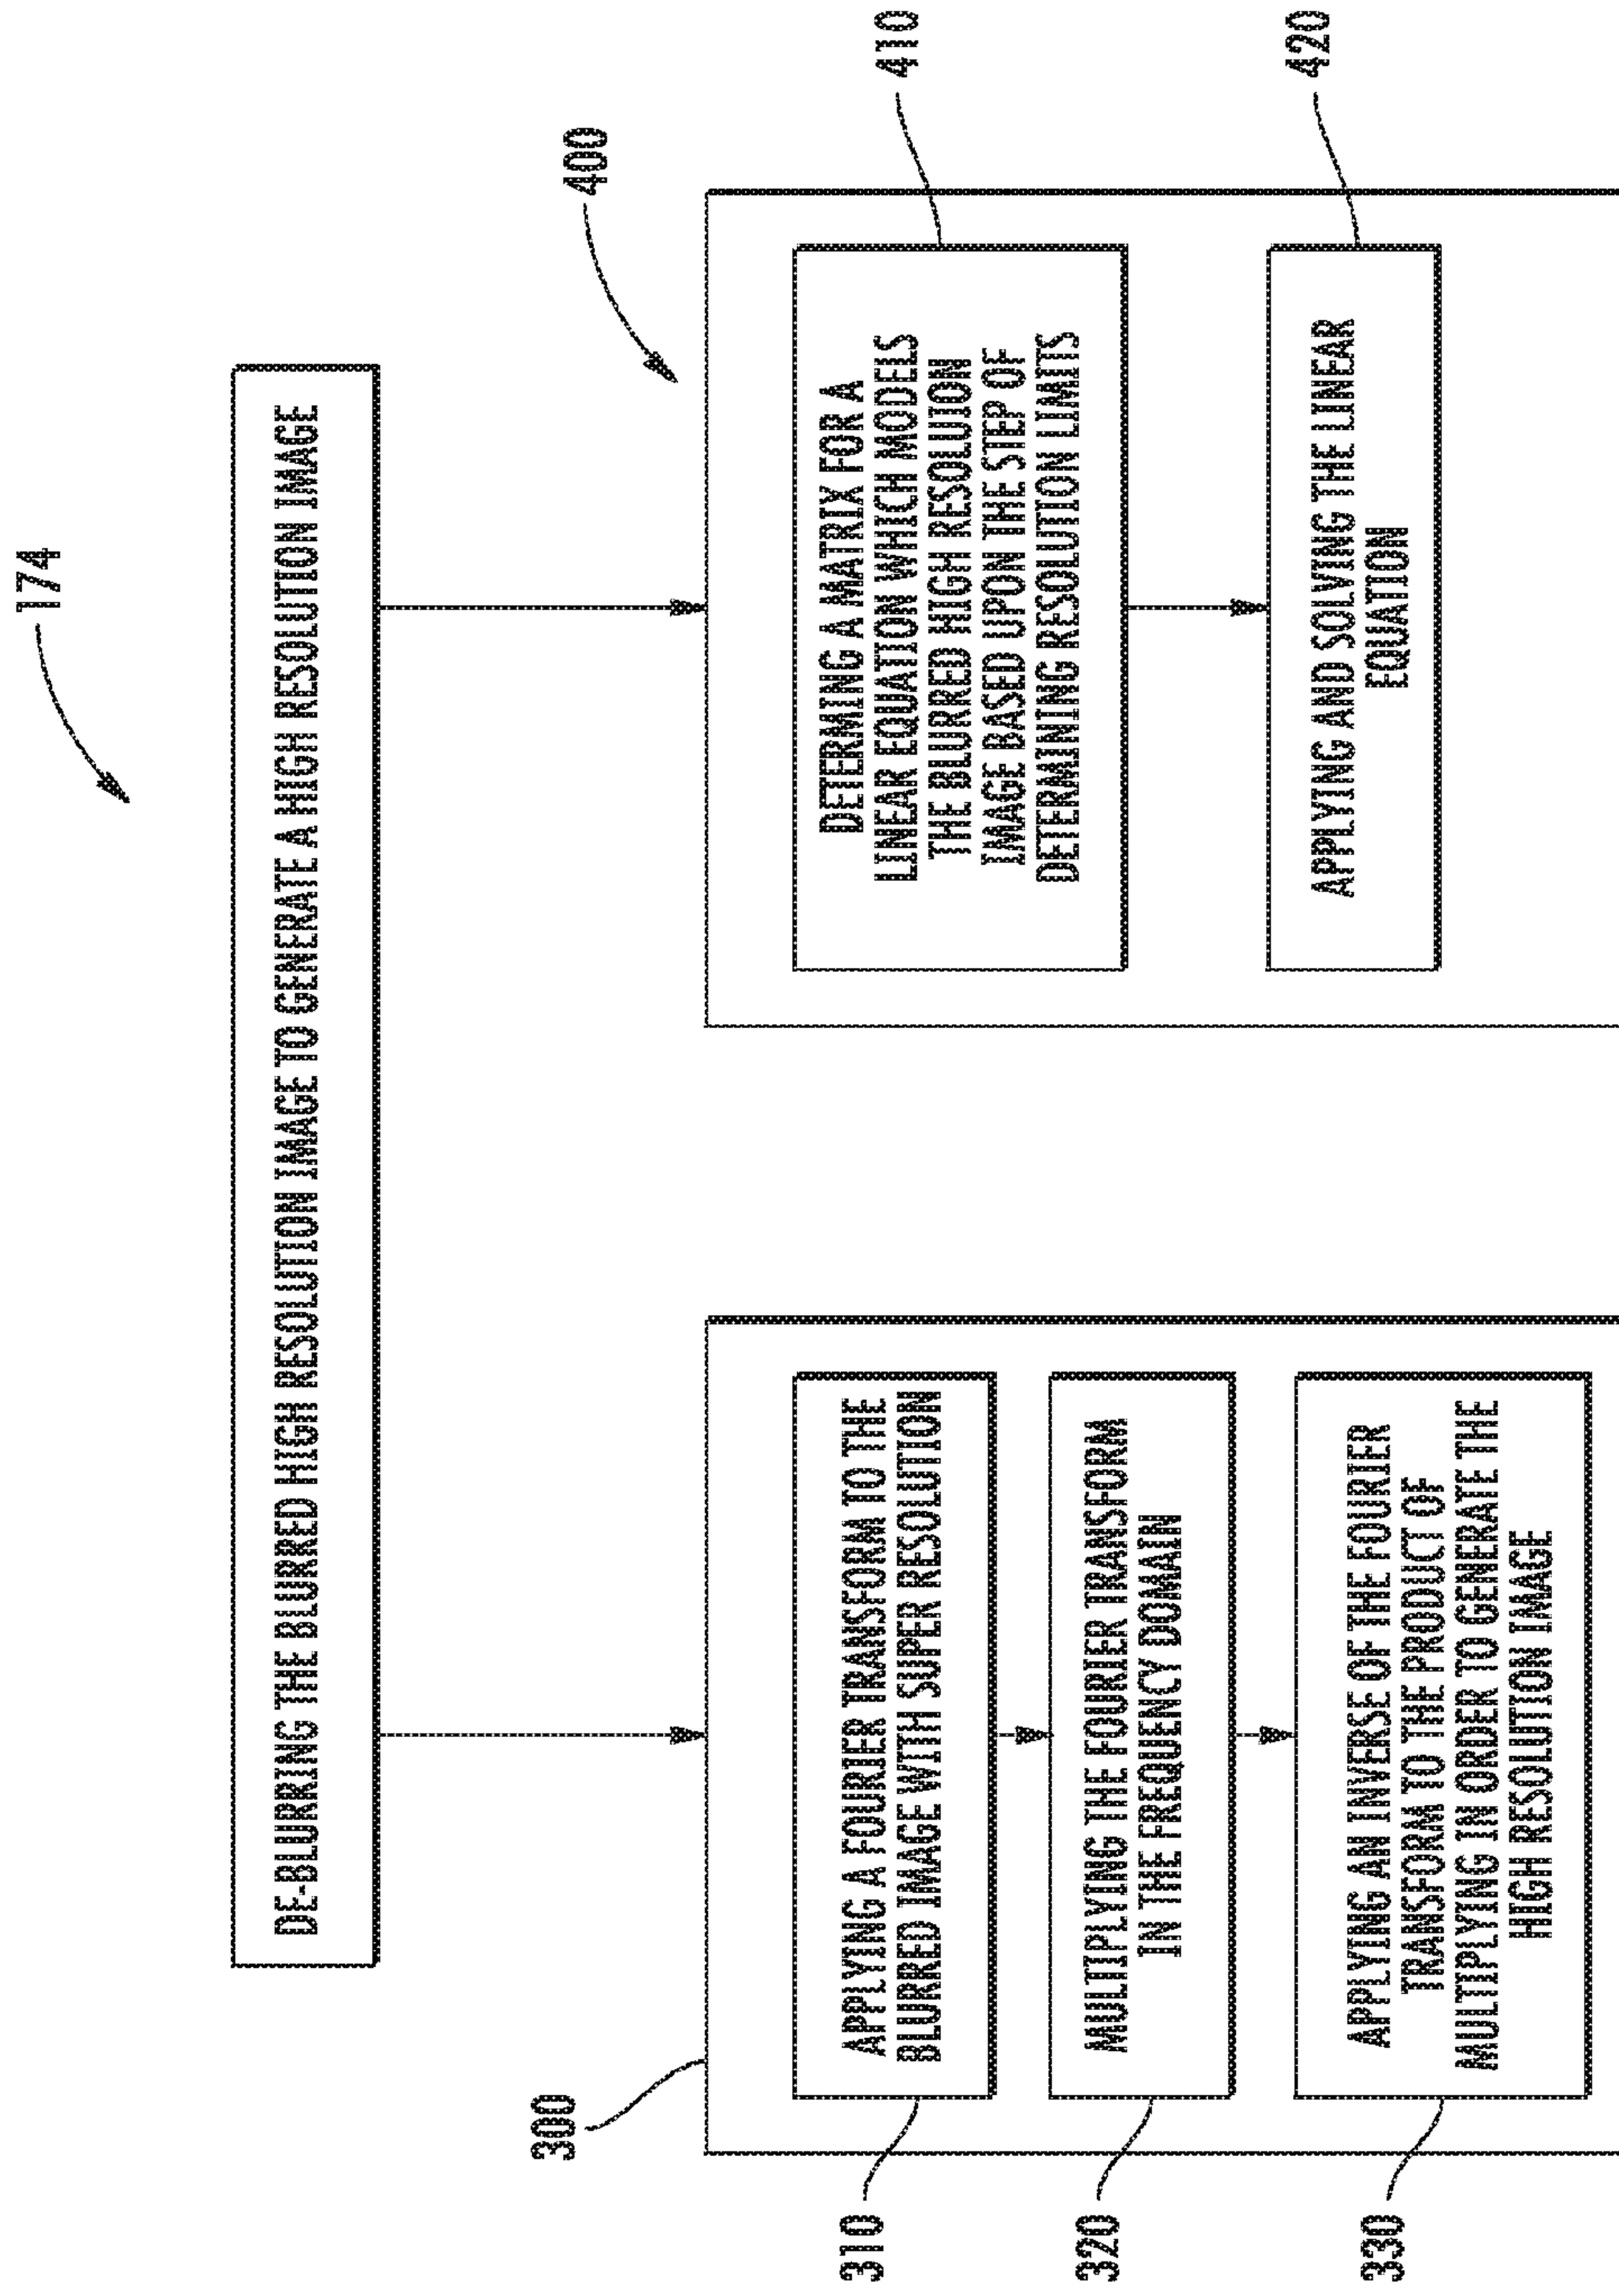 174
DE-BLURRING THE BLURRED HIGH RESOLUTION IMAGE TO GENERATE A HIGH RESOLUTION IMAGE
300
310
APPLYING A FOURIER TRANSFORM TO THE
BLURRED IMAGE WITH SUPER RESOLUTION
320
MULTIPLYING THE FOURIER TRANSFORM
IN THE FREQUENCY DOMAIN
330
APPLYING AN INVERSE OF THE FOURIER
TRANSFORM TO THE PRODUCT OF
MULTIPLYING IN ORDER TO GENERATE THE
HIGH RESOLUTION IMAGE
400
DETERMING A MATRIX FOR A
LINEAR EQUATION WHICH MODELS
THE BLURRED HIGH RESOLUTION
IMAGE BASED UPON THE STEP OF
DETERMINING RESOLUTION LIMITS
410
APPLYING AND SOLVING THE LINEAR
EQUATION
420